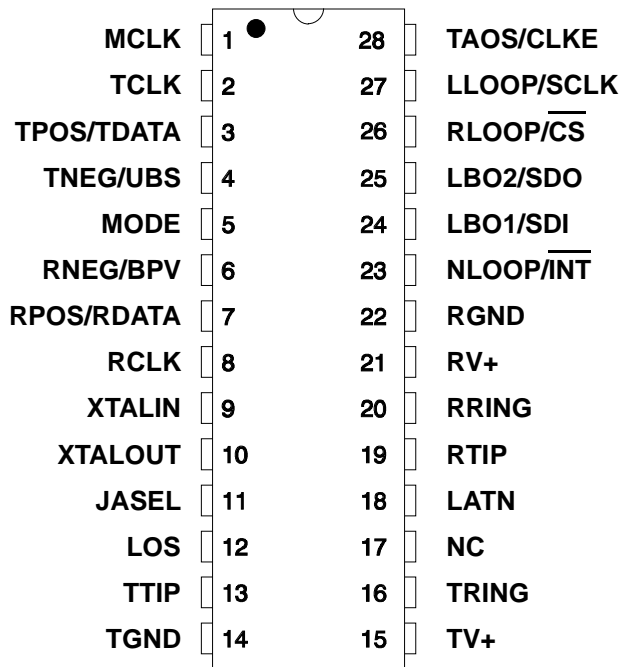 MCLK 1 28 TAOS/CLKE
TCLK 2 27 LLOOP/SCLK
TPOS/TDATA 3 26 RLOOP/C̅S̅
TNEG/UBS 4 25 LBO2/SDO
MODE 5 24 LBO1/SDI
RNEG/BPV 6 23 NLOOP/I̅N̅T̅
RPOS/RDATA 7 22 RGND
RCLK 8 21 RV+
XTALIN 9 20 RRING
XTALOUT 10 19 RTIP
JASEL 11 18 LATN
LOS 12 17 NC
TTIP 13 16 TRING
TGND 14 15 TV+